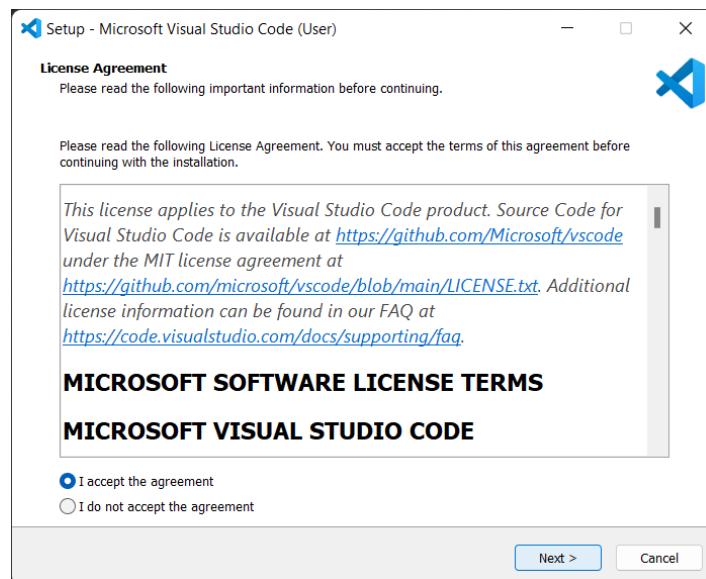 Setup - Microsoft Visual Studio Code (User)
License Agreement
Please read the following important information before continuing.
Please read the following License Agreement. You must accept the terms of this agreement before
continuing with the installation.
This license applies to the Visual Studio Code product. Source Code for
Visual Studio Code is available at https://github.com/Microsoft/vscode
under the MIT license agreement at
https://github.com/microsoft/vscode/blob/main/LICENSE.txt. Additional
license information can be found in our FAQ at
https://code.visualstudio.com/docs/supporting/faq.
MICROSOFT SOFTWARE LICENSE TERMS
MICROSOFT VISUAL STUDIO CODE
I accept the agreement
I do not accept the agreement
Next > Cancel